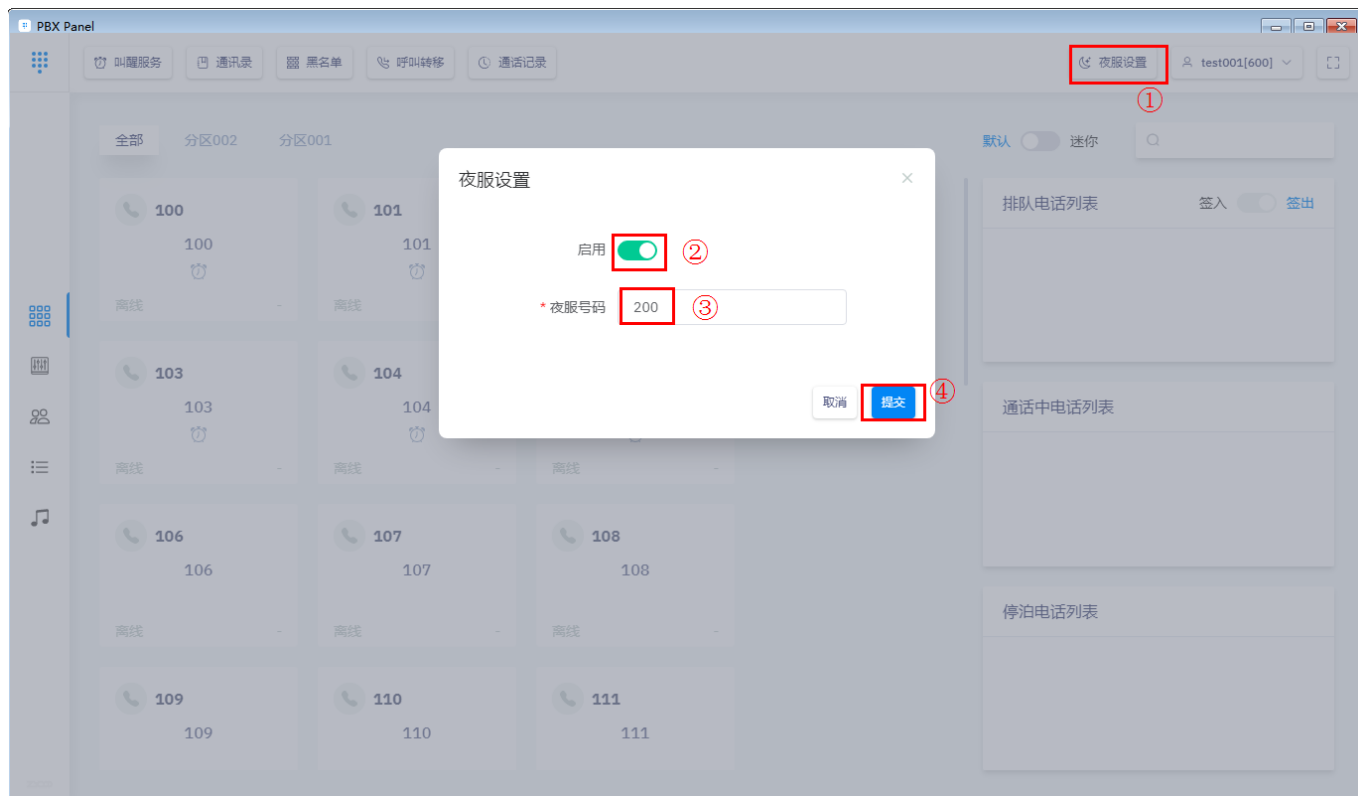 PBX Panel
叫醒服务 通讯录 黑名单 呼叫转移 通话记录 夜服设置 test001[600]
①
全部 分区002 分区001 默认 迷你
夜服设置
100 101 排队电话列表 签入 签出
100 101
启用 ②
离线 - 离线
*夜服号码 200 ③
103 104
103 104
取消 提交 ④
通话中电话列表
离线 - 离线 - 离线 -
106 107 108
106 107 108
停泊电话列表
离线 - 离线 - 离线 -
109 110 111
109 110 111